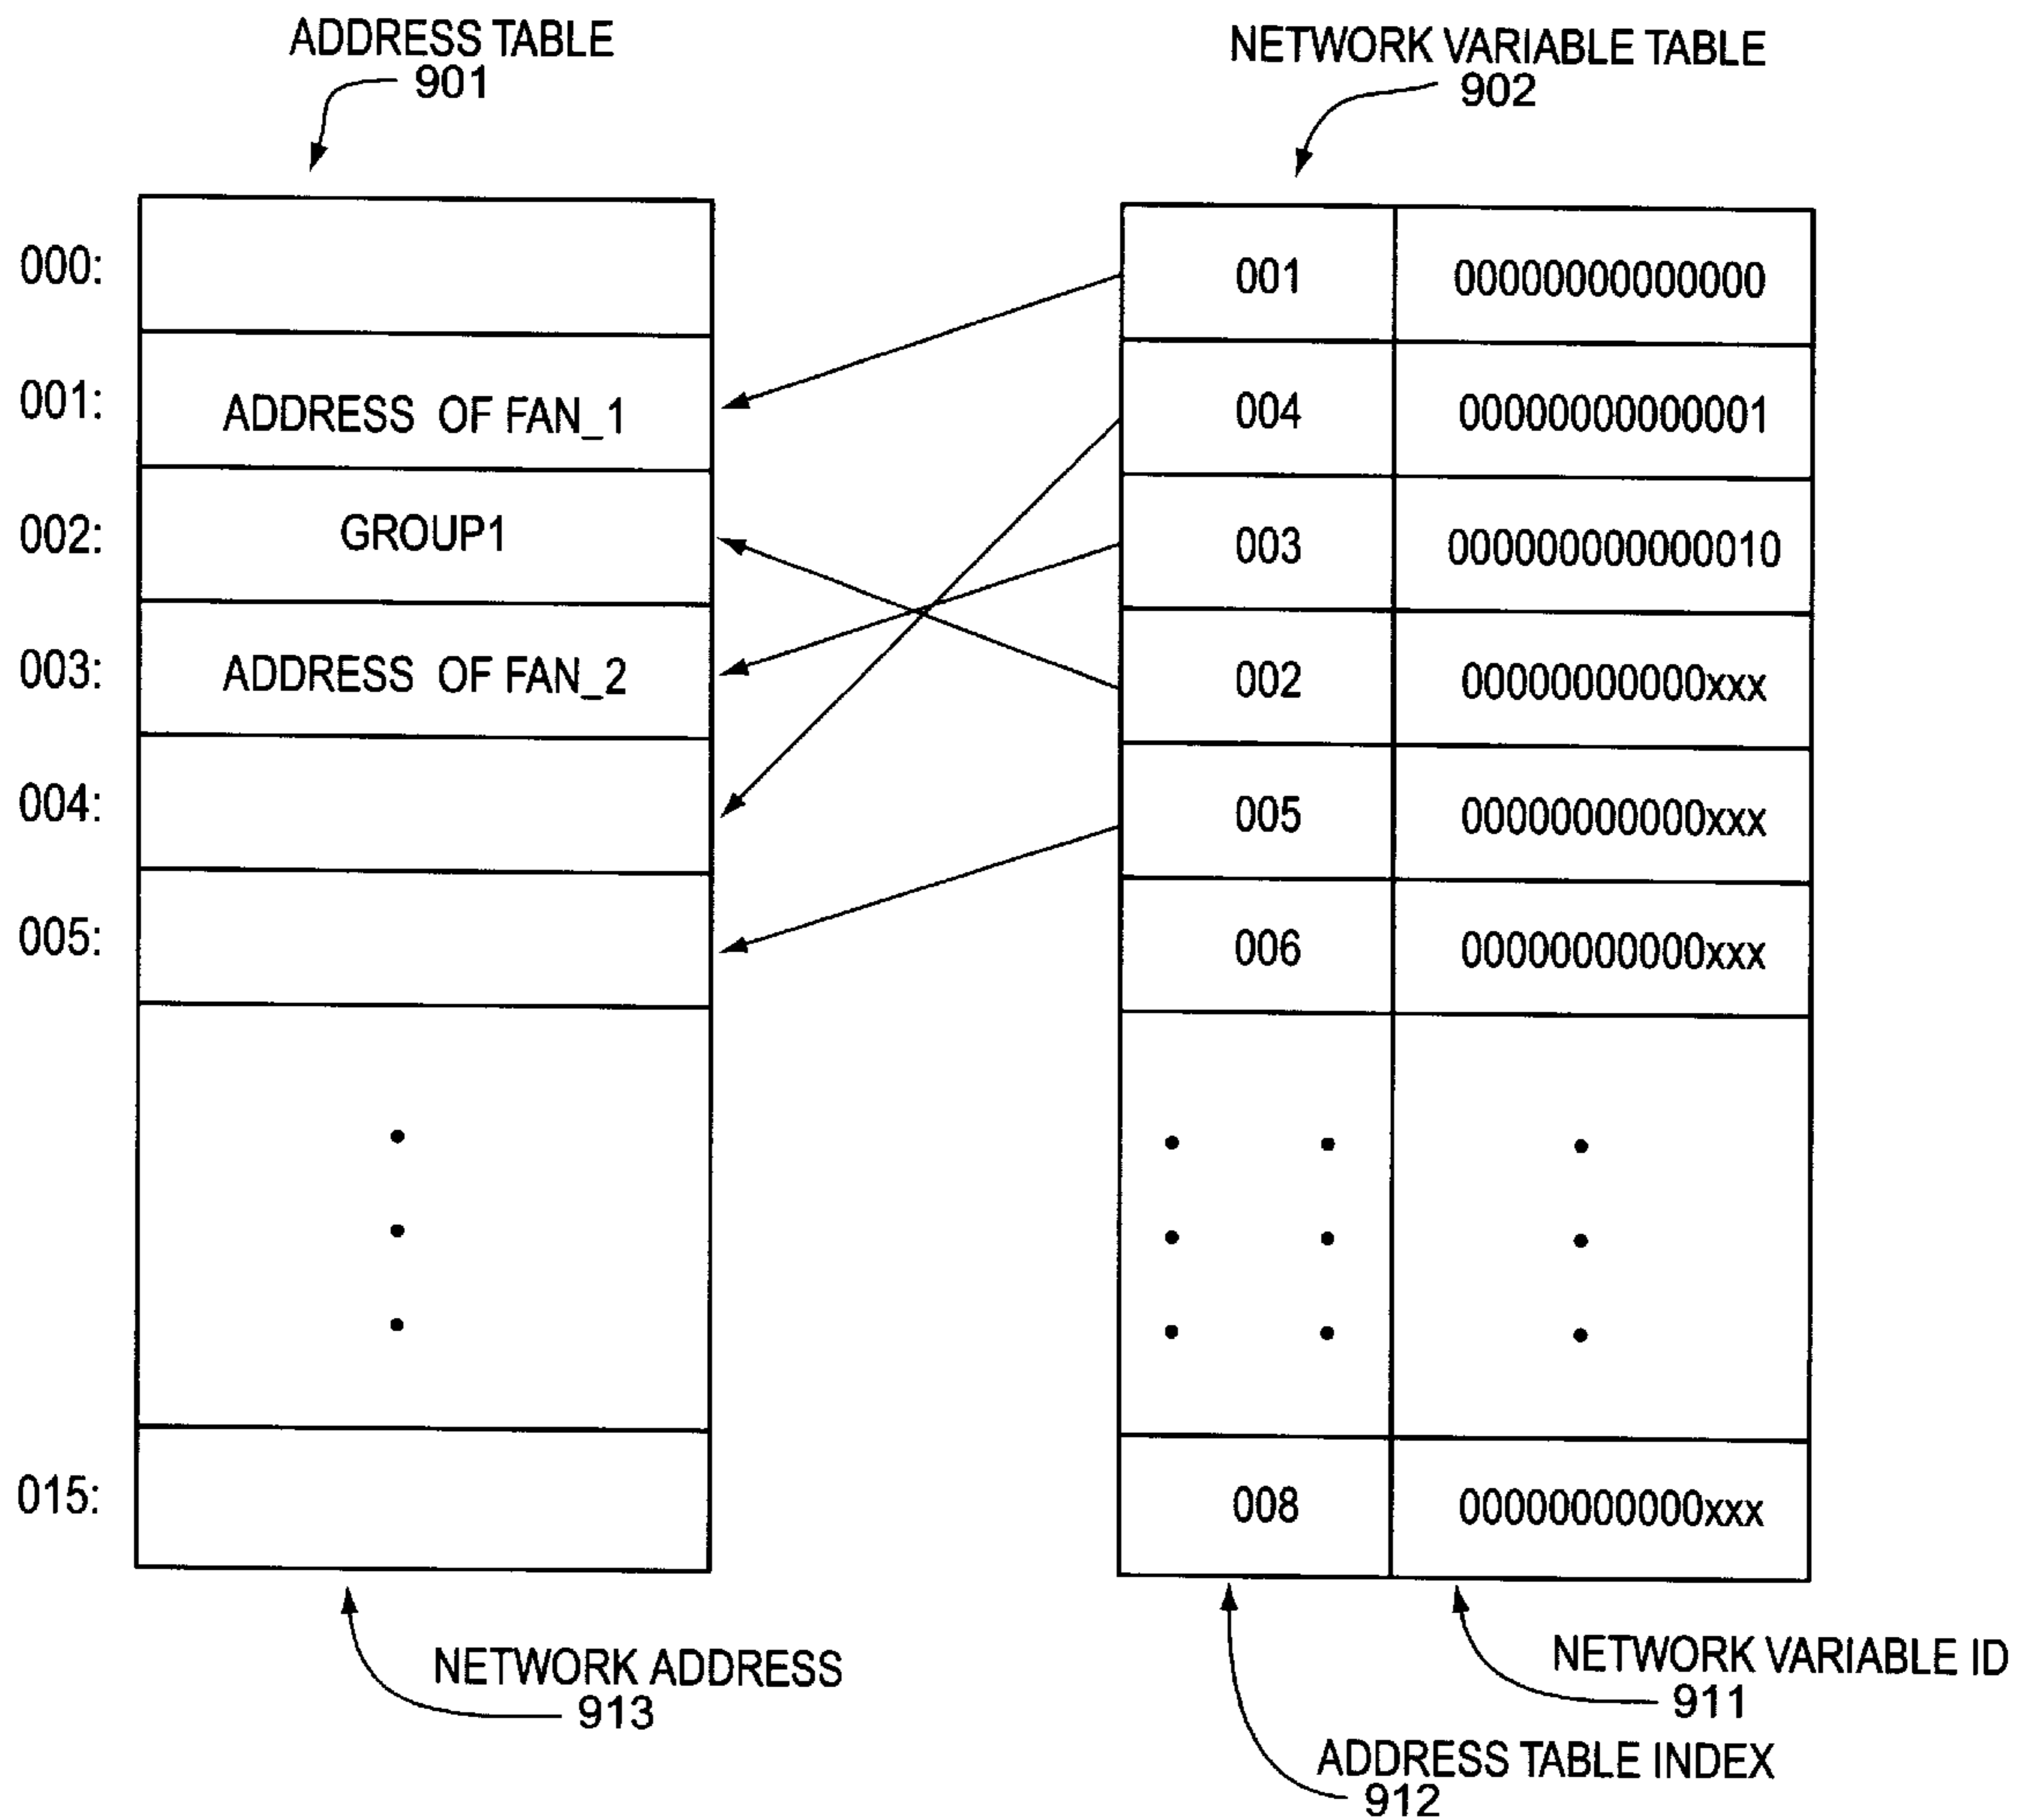 ADDRESS TABLE
901
NETWORK VARIABLE TABLE
902
000:
001 00000000000000
001: ADDRESS OF FAN_1
004 00000000000001
002: GROUP1
003 000000000000010
003: ADDRESS OF FAN_2
002 00000000000xxx
004:
005 00000000000xxx
005:
006 00000000000xxx
015:
008 00000000000xxx
NETWORK ADDRESS
913
NETWORK VARIABLE ID
911
ADDRESS TABLE INDEX
912